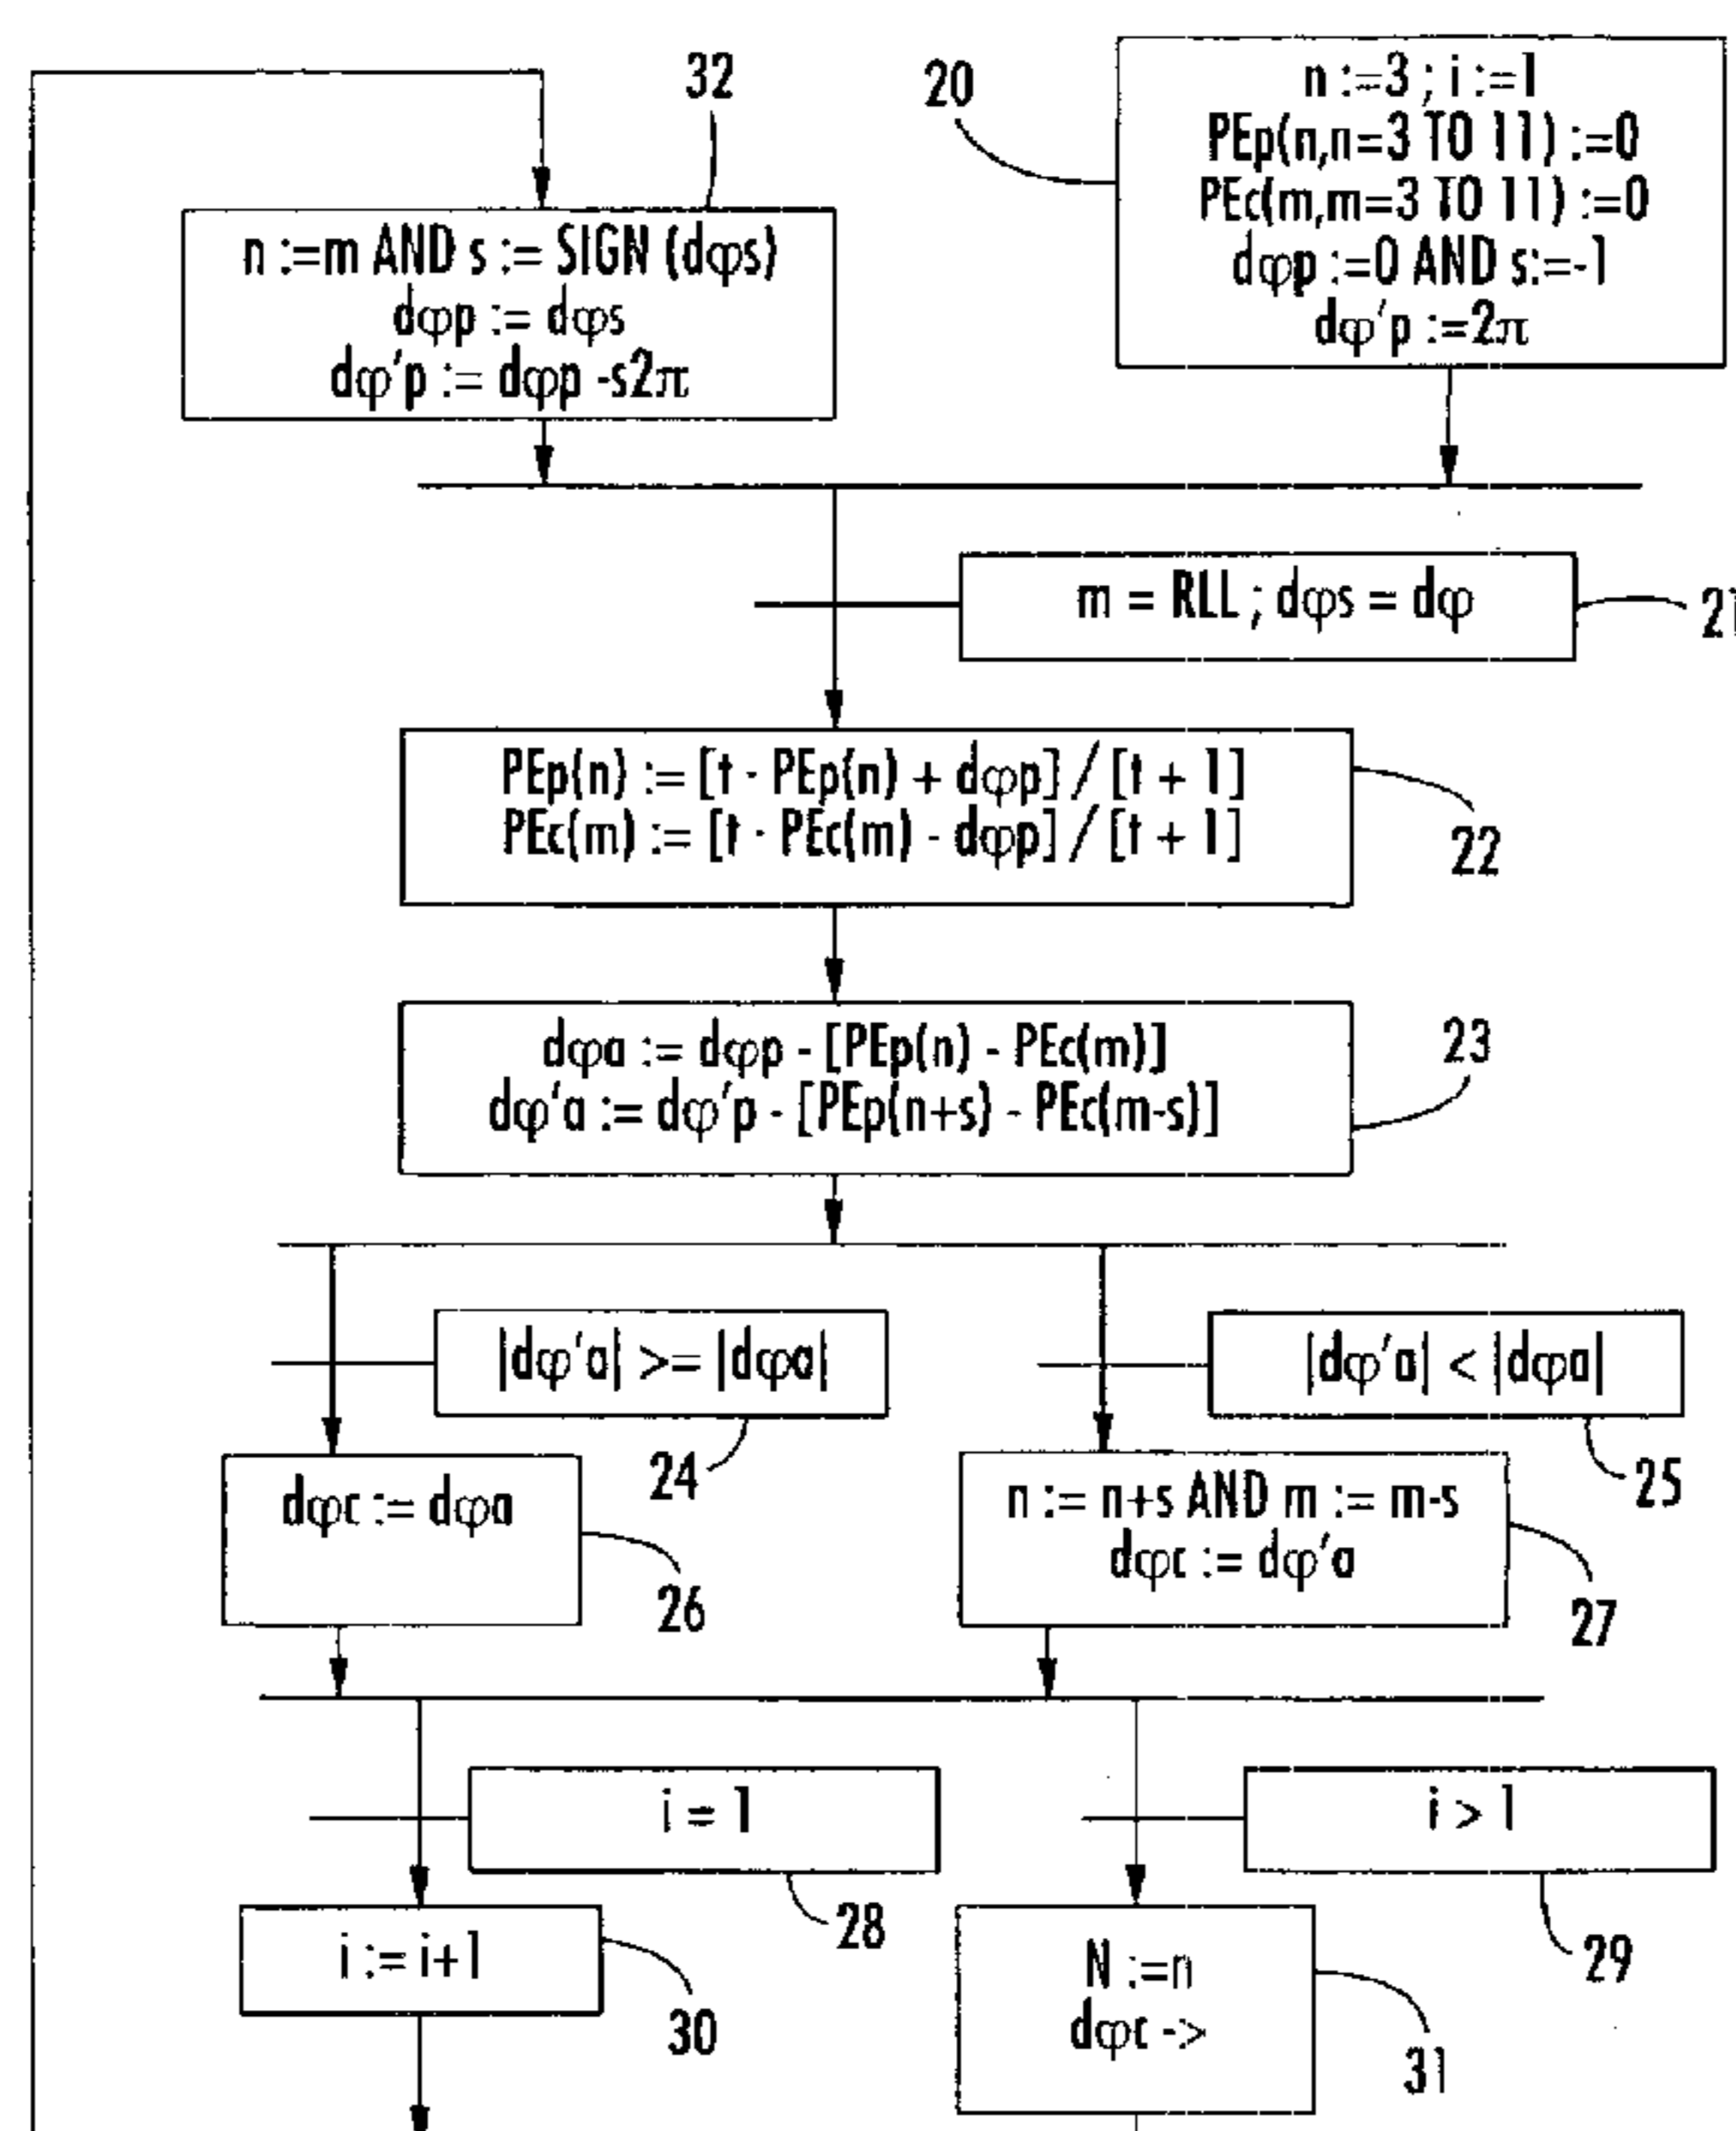 32
n :=m AND s := SIGN (dφs)
dφp := dφs
dφ'p := dφp -s2π
20
n :=3 ; i :=1
PEp(n,n=3 TO 11) :=0
PEc(m,m=3 TO 11) :=0
dφp :=0 AND s:=-1
dφ'p :=2π
m = RLL ; dφs = dφ
21
PEp(n) := [t · PEp(n) + dφp] / [t + 1]
PEc(m) := [t · PEc(m) - dφp] / [t + 1]
22
dφa := dφp - [PEp(n) - PEc(m)]
dφ'a := dφ'p - [PEp(n+s) - PEc(m-s)]
23
|dφ'a| >= |dφa|
24
|dφ'a| < |dφa|
25
dφc := dφa
26
n := n+s AND m := m-s
dφc := dφ'a
27
i = 1
28
i > 1
29
i := i+1
30
N :=n
dφc ->
31